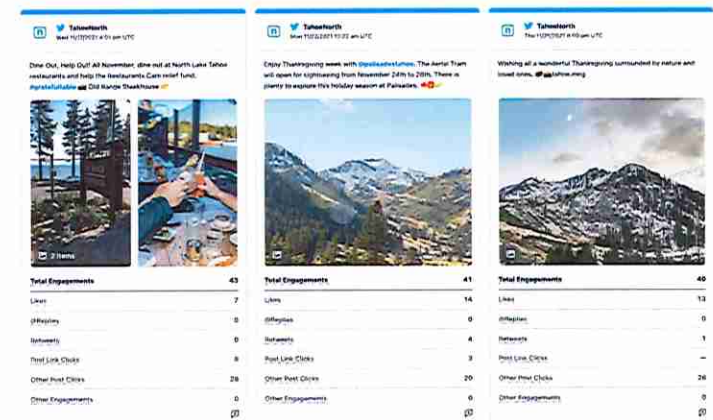 TahoeNorth
Dine Out, Help Out! All November, dine out at North Lake Tahoe
restaurants and help the Restaurants Care relief fund.
#gratefultable Old Range Steakhouse
2 items
Total Engagements 43
Likes 7
@Replies 0
Retweets 0
Post Link Clicks 8
Other Post Clicks 28
Other Engagements 0
TahoeNorth
Enjoy Thanksgiving week with @palisadestahoe. The Aerial Tram
will open for sightseeing from November 24th to 28th. There is
plenty to explore this holiday season at Palisades.
Total Engagements 41
Likes 14
@Replies 0
Retweets 4
Post Link Clicks 3
Other Post Clicks 20
Other Engagements 0
TahoeNorth
Wishing all a wonderful Thanksgiving surrounded by nature and
loved ones. tahoe.meg
Total Engagements 40
Likes 13
@Replies 0
Retweets 1
Post Link Clicks —
Other Post Clicks 26
Other Engagements 0